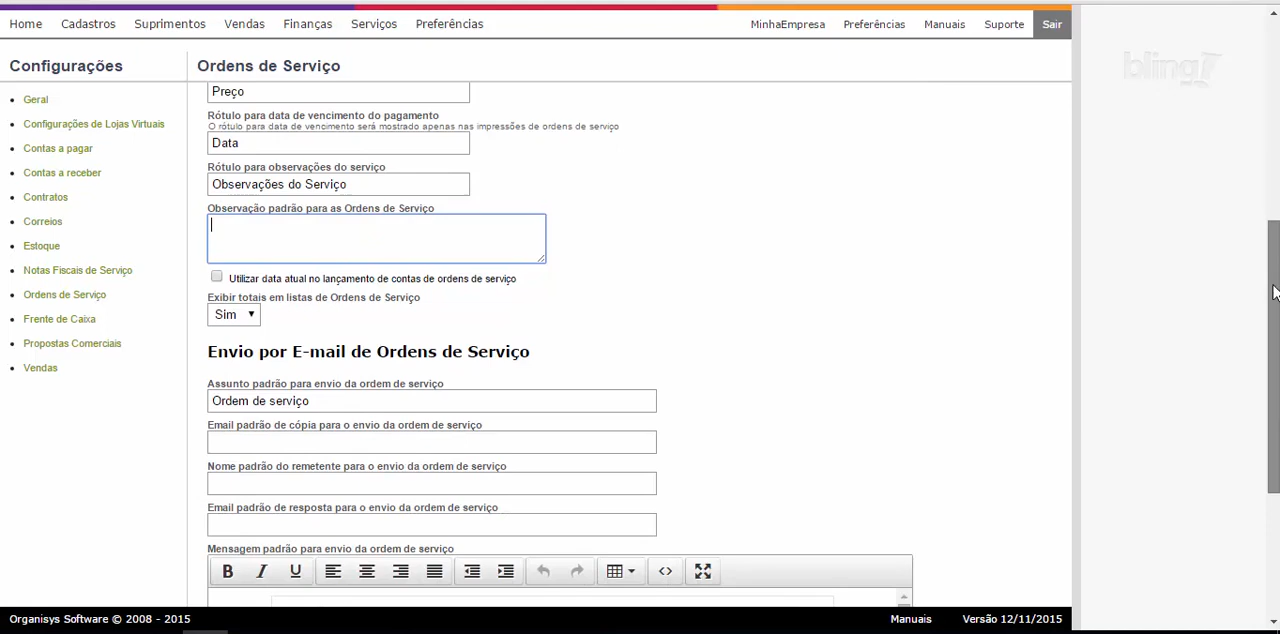 Home Cadastros Suprimentos Vendas Finanças Serviços Preferências MinhaEmpresa Preferências Manuais Suporte Sair
Configurações
Geral
Configurações de Lojas Virtuais
Contas a pagar
Contas a receber
Contratos
Correios
Estoque
Notas Fiscais de Serviço
Ordens de Serviço
Frente de Caixa
Propostas Comerciais
Vendas
Ordens de Serviço
Preço
Rótulo para data de vencimento do pagamento
O rótulo para data de vencimento será mostrado apenas nas impressões de ordens de serviço
Data
Rótulo para observações do serviço
Observações do Serviço
Observação padrão para as Ordens de Serviço
Utilizar data atual no lançamento de contas de ordens de serviço
Exibir totais em listas de Ordens de Serviço
Sim
Envio por E-mail de Ordens de Serviço
Assunto padrão para envio da ordem de serviço
Ordem de serviço
Email padrão de cópia para o envio da ordem de serviço
Nome padrão do remetente para o envio da ordem de serviço
Email padrão de resposta para o envio da ordem de serviço
Mensagem padrão para envio da ordem de serviço
B I U
bling
Organisys Software © 2008 - 2015 Manuais Versão 12/11/2015